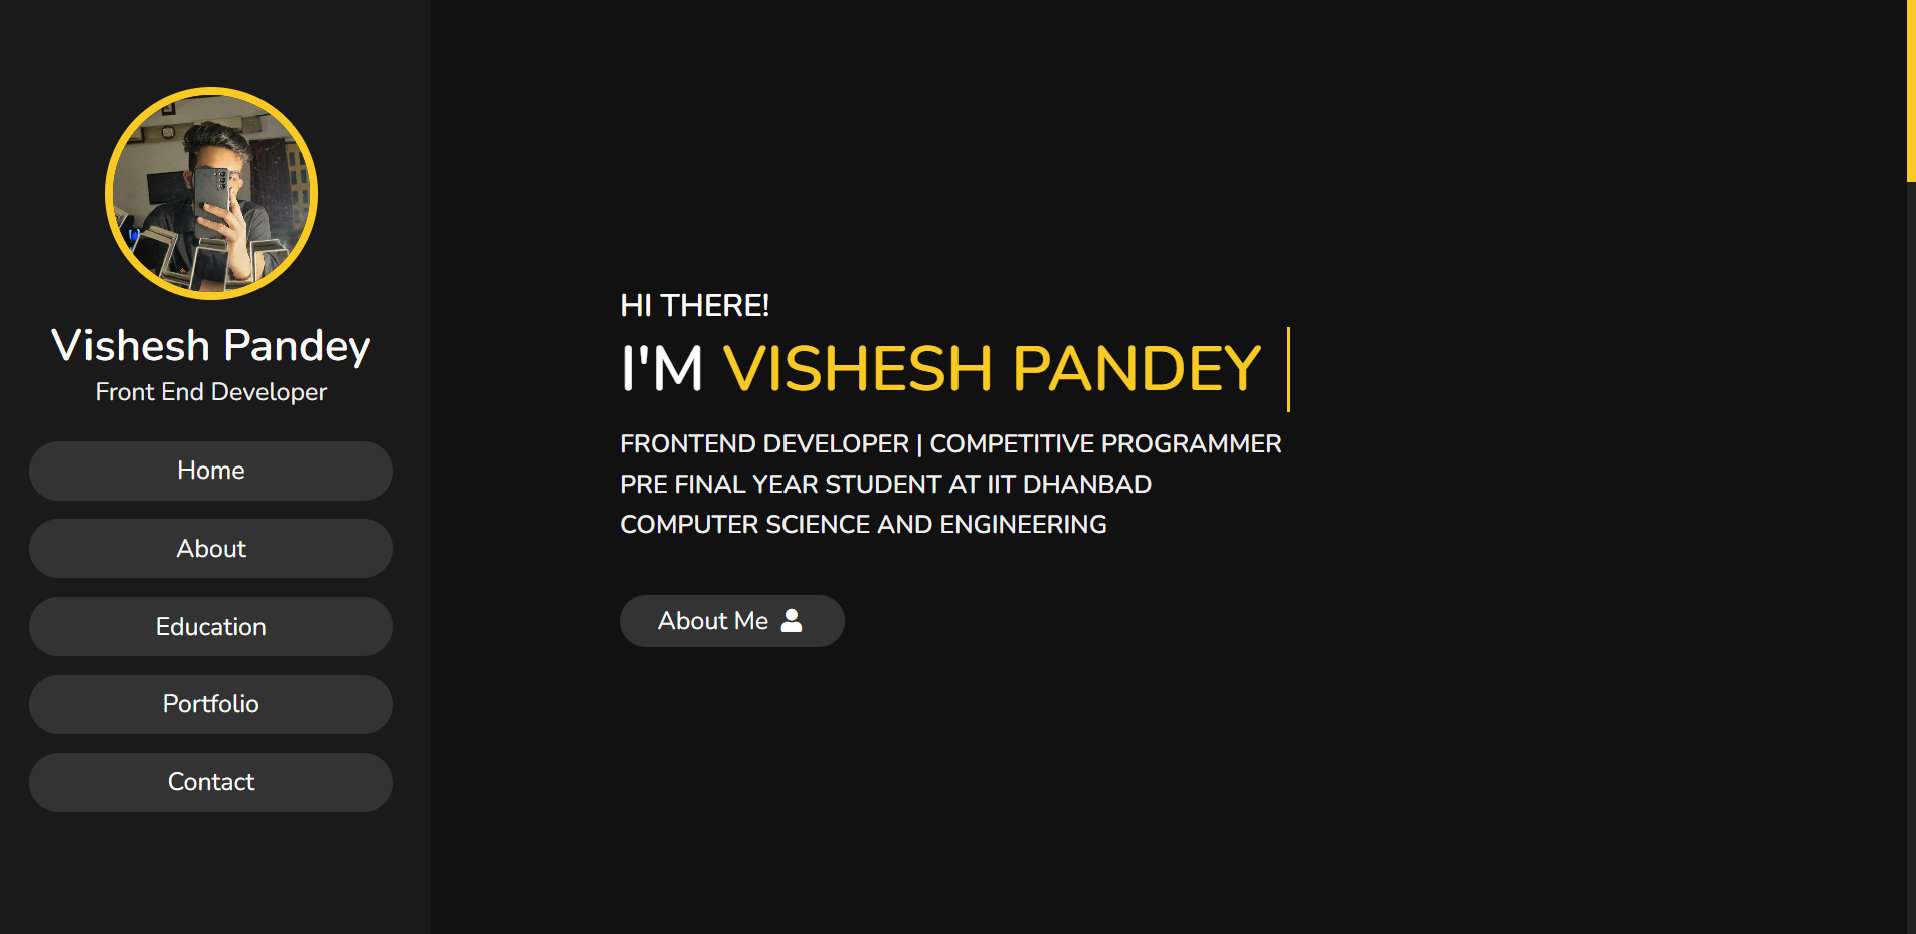 Vishesh Pandey
Front End Developer
Home
About
Education
Portfolio
Contact
HI THERE!
I'M VISHESH PANDEY
FRONTEND DEVELOPER | COMPETITIVE PROGRAMMER
PRE FINAL YEAR STUDENT AT IIT DHANBAD
COMPUTER SCIENCE AND ENGINEERING
About Me